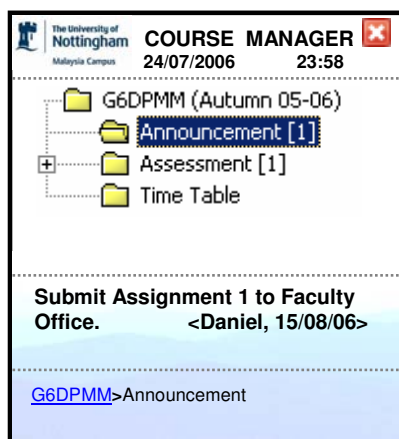 The University of
Nottingham
Malaysia Campus
COURSE MANAGER
24/07/2006 23:58
G6DPMM (Autumn 05-06)
Announcement [1]
Assessment [1]
Time Table
Submit Assignment 1 to Faculty
Office. <Daniel, 15/08/06>
G6DPMM>Announcement